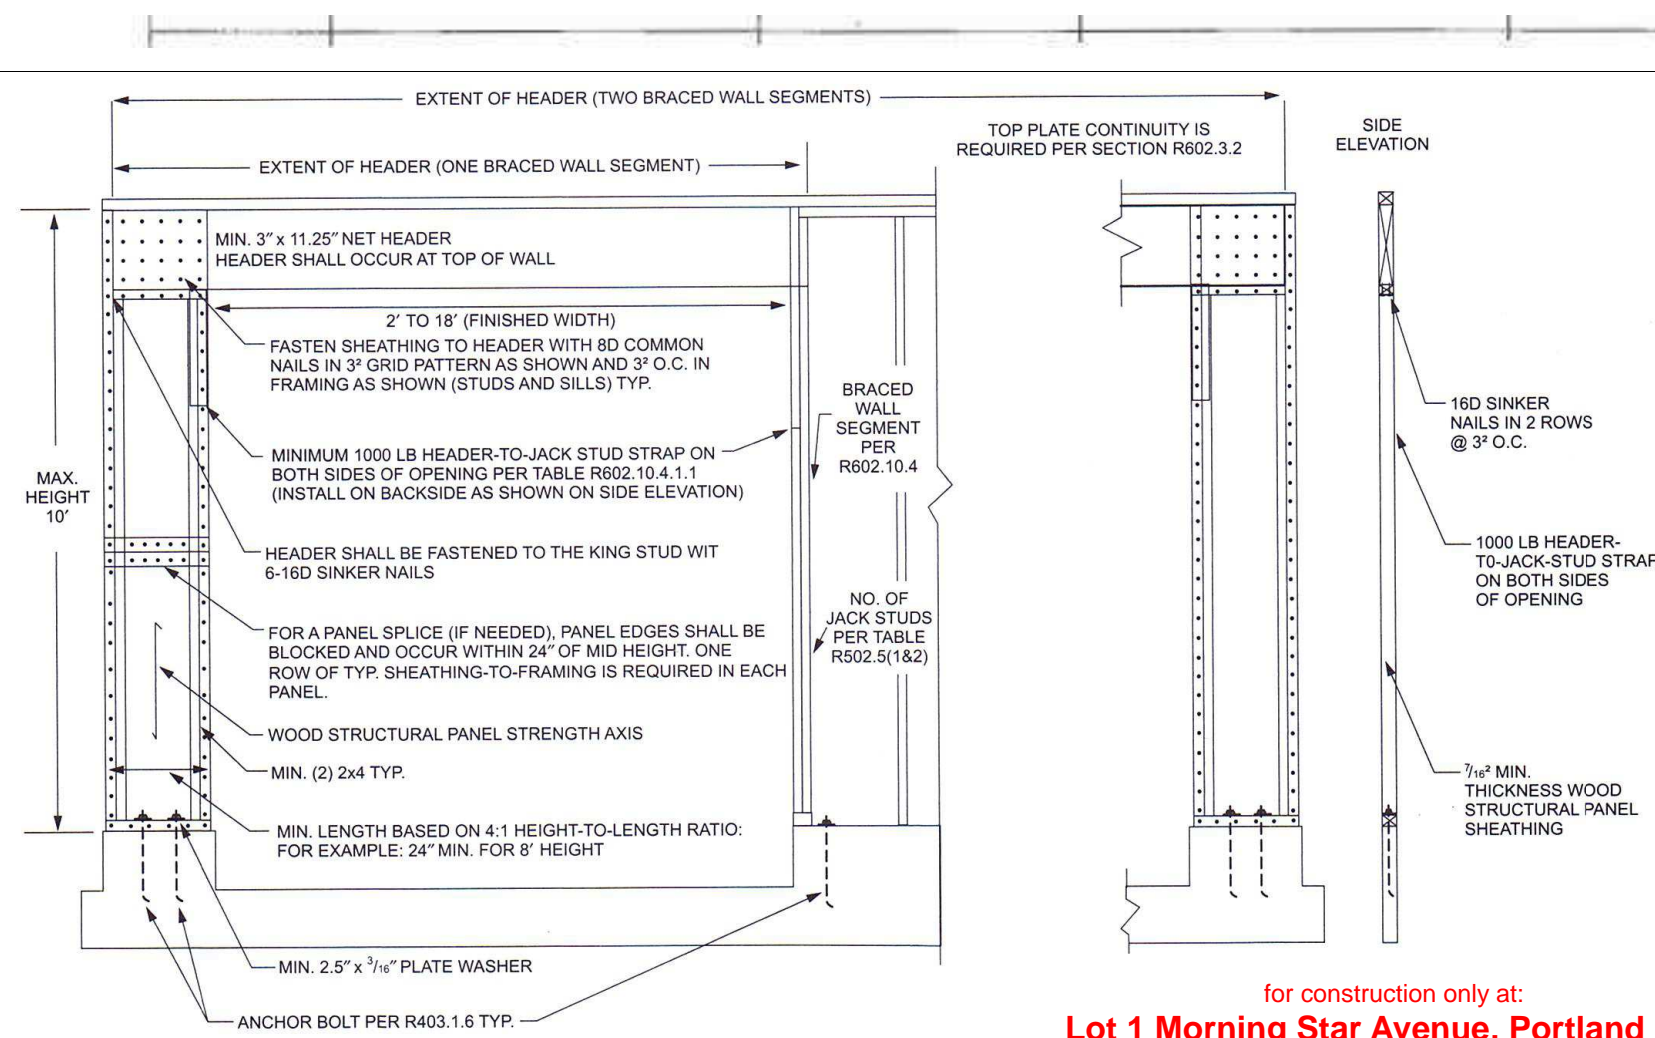 EXTENT OF HEADER (TWO BRACED WALL SEGMENTS)
TOP PLATE CONTINUITY IS
REQUIRED PER SECTION R602.3.2
SIDE
ELEVATION
EXTENT OF HEADER (ONE BRACED WALL SEGMENT)
MIN. 3″ x 11.25″ NET HEADER
HEADER SHALL OCCUR AT TOP OF WALL
2′ TO 18′ (FINISHED WIDTH)
FASTEN SHEATHING TO HEADER WITH 8D COMMON
NAILS IN 3² GRID PATTERN AS SHOWN AND 3² O.C. IN
FRAMING AS SHOWN (STUDS AND SILLS) TYP.
MINIMUM 1000 LB HEADER-TO-JACK STUD STRAP ON
BOTH SIDES OF OPENING PER TABLE R602.10.4.1.1
(INSTALL ON BACKSIDE AS SHOWN ON SIDE ELEVATION)
MAX.
HEIGHT
10′
HEADER SHALL BE FASTENED TO THE KING STUD WIT
6-16D SINKER NAILS
FOR A PANEL SPLICE (IF NEEDED), PANEL EDGES SHALL BE
BLOCKED AND OCCUR WITHIN 24″ OF MID HEIGHT. ONE
ROW OF TYP. SHEATHING-TO-FRAMING IS REQUIRED IN EACH
PANEL.
WOOD STRUCTURAL PANEL STRENGTH AXIS
MIN. (2) 2x4 TYP.
MIN. LENGTH BASED ON 4:1 HEIGHT-TO-LENGTH RATIO:
FOR EXAMPLE: 24″ MIN. FOR 8′ HEIGHT
MIN. 2.5″ x 3/16″ PLATE WASHER
ANCHOR BOLT PER R403.1.6 TYP.
BRACED
WALL
SEGMENT
PER
R602.10.4
NO. OF
JACK STUDS
PER TABLE
R502.5(1&2)
16D SINKER
NAILS IN 2 ROWS
@ 3² O.C.
1000 LB HEADER-
T0-JACK-STUD STRAP
ON BOTH SIDES
OF OPENING
7/16² MIN.
THICKNESS WOOD
STRUCTURAL PANEL
SHEATHING
for construction only at:
Lot 1 Morning Star Avenue, Portland